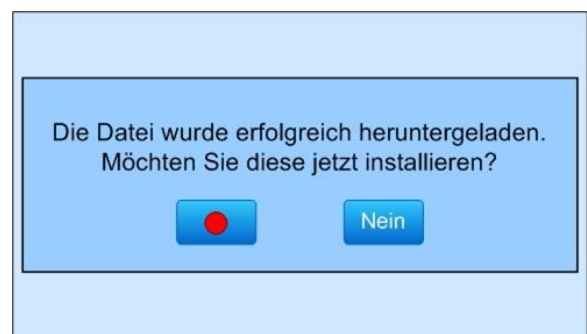 Die Datei wurde erfolgreich heruntergeladen.
Möchten Sie diese jetzt installieren?
Nein